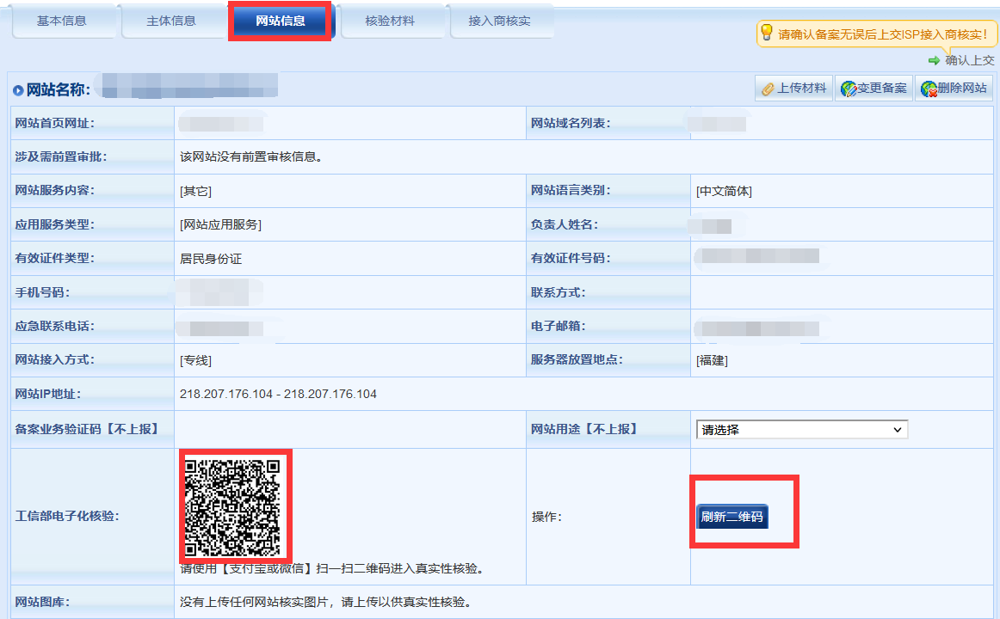 基本信息 主体信息 网站信息 核验材料 接入商核实
请确认备案无误后上交ISP接入商核实！
确认上交
网站名称：
上传材料 变更备案 删除网站
网站首页网址： 网站域名列表：
涉及需前置审批： 该网站没有前置审核信息。
网站服务内容： [其它] 网站语言类别： [中文简体]
应用服务类型： [网站应用服务] 负责人姓名：
有效证件类型： 居民身份证 有效证件号码：
手机号码： 联系方式：
应急联系电话： 电子邮箱：
网站接入方式： [专线] 服务器放置地点： [福建]
网站IP地址： 218.207.176.104 - 218.207.176.104
备案业务验证码【不上报】 网站用途【不上报】 请选择
工信部电子化核验： 操作： 刷新二维码
请使用【支付宝或微信】扫一扫二维码进入真实性核验。
网站图库： 没有上传任何网站核实图片，请上传以供真实性核验。